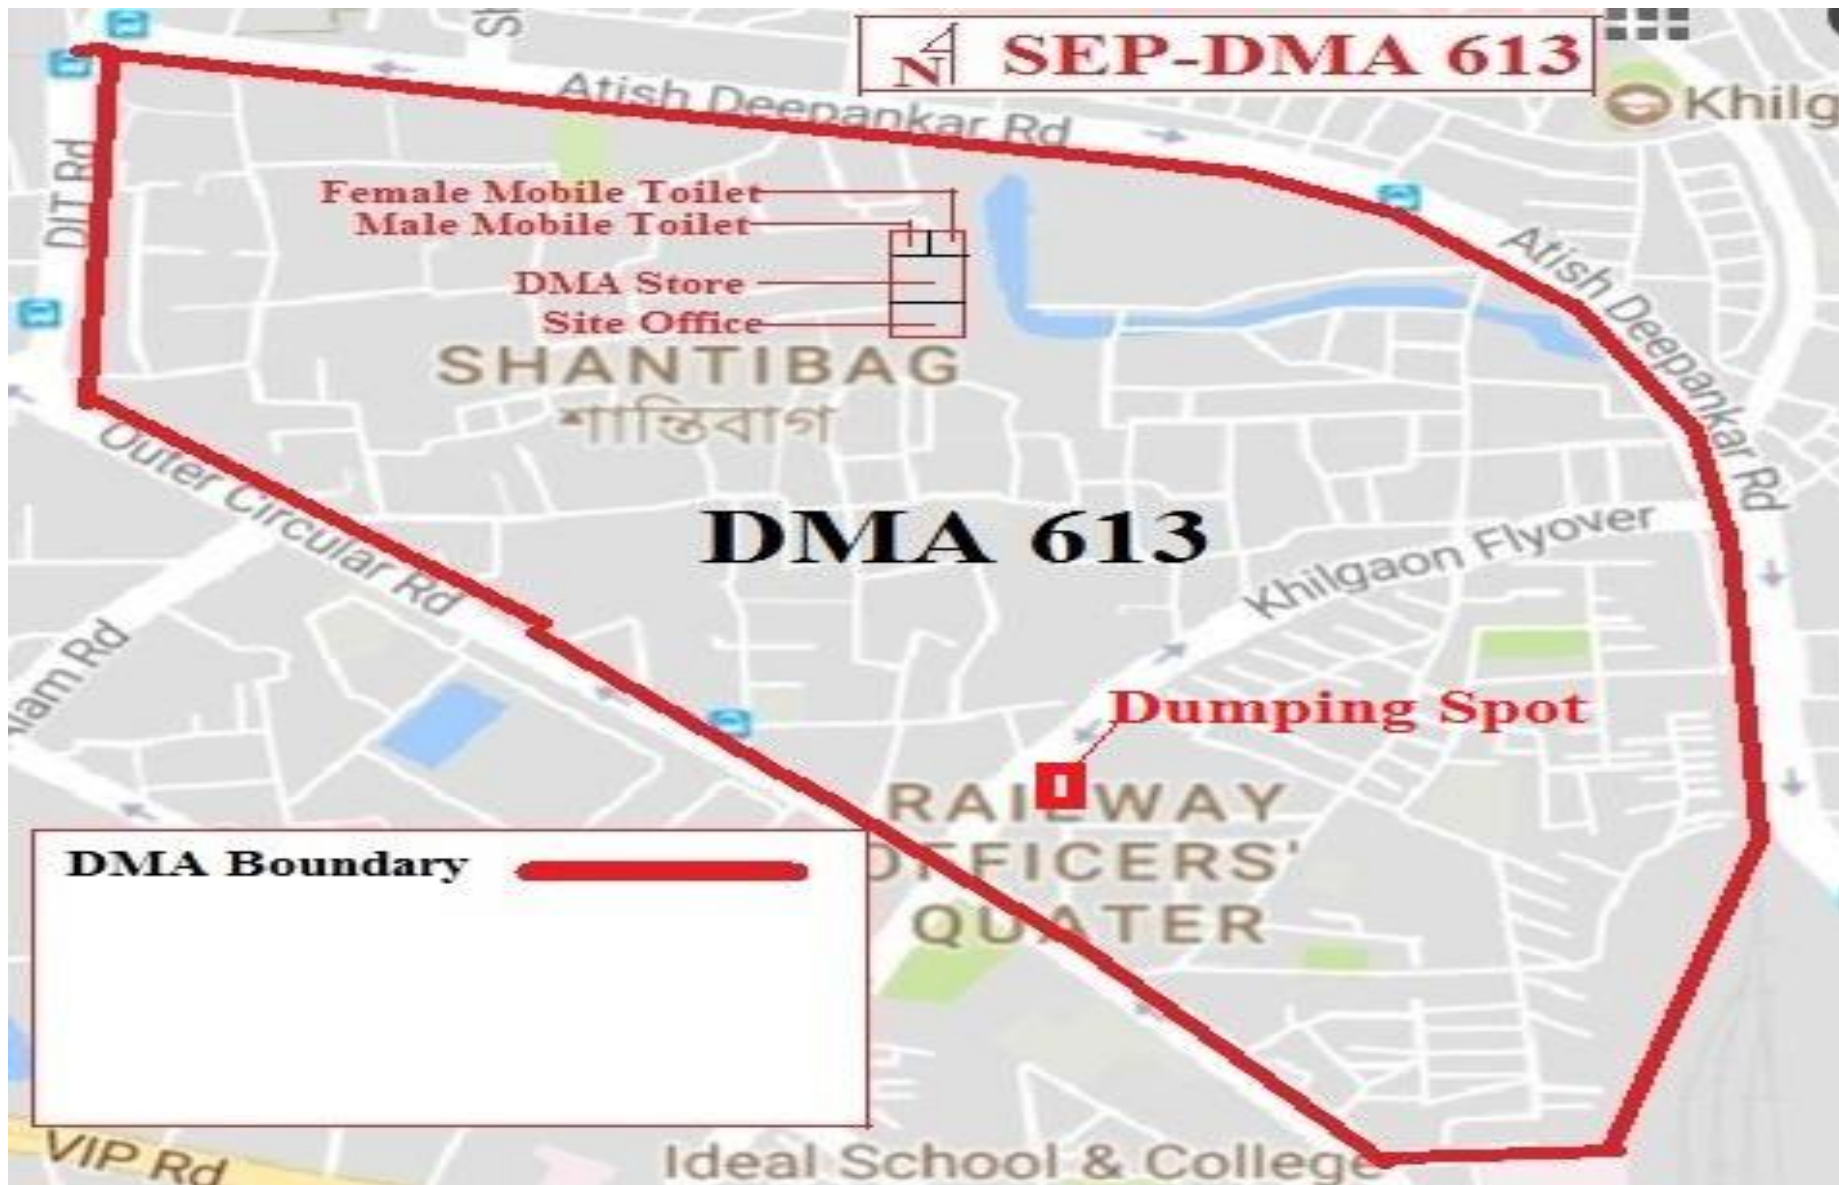 N SEP-DMA 613
Atish Deepankar Rd
Khilg
DIT Rd
Female Mobile Toilet
Male Mobile Toilet
DMA Store
Site Office
Atish Deepankar Rd
SHANTIBAG
শান্তিবাগ
Outer Circular Rd
DMA 613
Khilgaon Flyover
lam Rd
Dumping Spot
RAILWAY
OFFICERS'
QUATER
DMA Boundary
VIP Rd
Ideal School & College